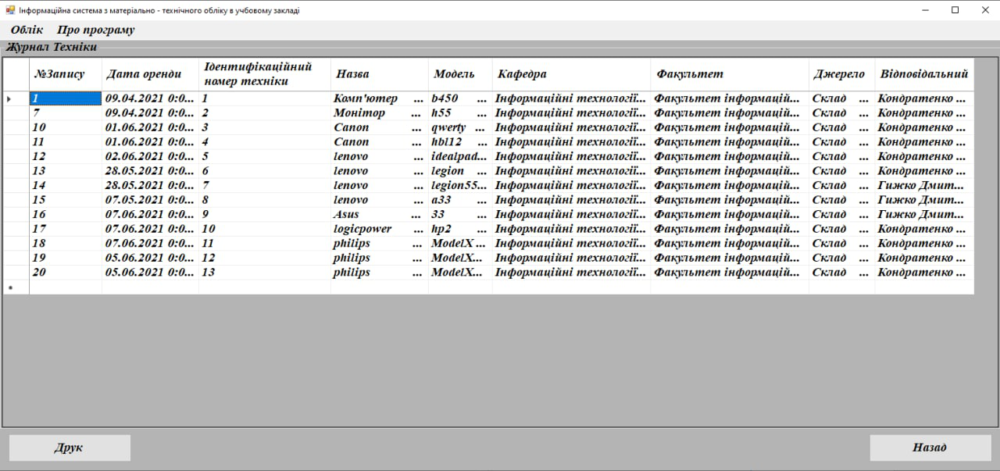 Інформаційна система з матеріально - технічного обліку в учбовому закладі
Облік Про програму
Журнал Техніки
№Запису Дата оренди Ідентифікаційний номер техніки Назва Модель Кафедра Факультет Джерело Відповідальний
1 09.04.2021 0:0... 1 Комп'ютер ... b450 ... Інформаційні технології... Факультет інформацій... Склад ... Кондратенко ...
7 09.04.2021 0:0... 2 Монітор ... h55 ... Інформаційні технології... Факультет інформацій... Склад ... Кондратенко ...
10 01.06.2021 0:0... 3 Canon ... qwerty ... Інформаційні технології... Факультет інформацій... Склад ... Кондратенко ...
11 01.06.2021 0:0... 4 Canon ... hbl12 ... Інформаційні технології... Факультет інформацій... Склад ... Кондратенко ...
12 02.06.2021 0:0... 5 lenovo ... idealpad... Інформаційні технології... Факультет інформацій... Склад ... Кондратенко ...
13 28.05.2021 0:0... 6 lenovo ... legion ... Інформаційні технології... Факультет інформацій... Склад ... Кондратенко ...
14 28.05.2021 0:0... 7 lenovo ... legion55... Інформаційні технології... Факультет інформацій... Склад ... Гижко Дмит...
15 07.05.2021 0:0... 8 lenovo ... a33 ... Інформаційні технології... Факультет інформацій... Склад ... Гижко Дмит...
16 07.06.2021 0:0... 9 Asus ... 33 ... Інформаційні технології... Факультет інформацій... Склад ... Гижко Дмит...
17 07.06.2021 0:0... 10 logicpower ... hp2 ... Інформаційні технології... Факультет інформацій... Склад ... Кондратенко ...
18 07.06.2021 0:0... 11 philips ... ModelX ... Інформаційні технології... Факультет інформацій... Склад ... Кондратенко ...
19 05.06.2021 0:0... 12 philips ... ModelX... Інформаційні технології... Факультет інформацій... Склад ... Кондратенко ...
20 05.06.2021 0:0... 13 philips ... ModelX... Інформаційні технології... Факультет інформацій... Склад ... Кондратенко ...
Друк Назад